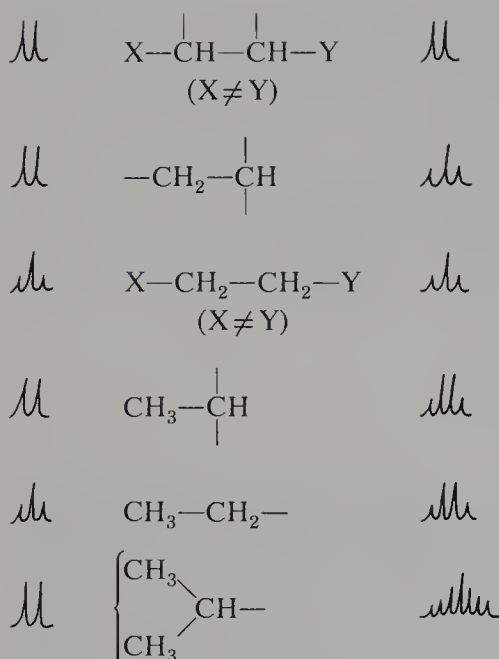 X—CH—CH—Y
(X ≠ Y)
—CH₂—CH
X—CH₂—CH₂—Y
(X ≠ Y)
CH₃—CH
CH₃—CH₂—
CH₃
CH—
CH₃